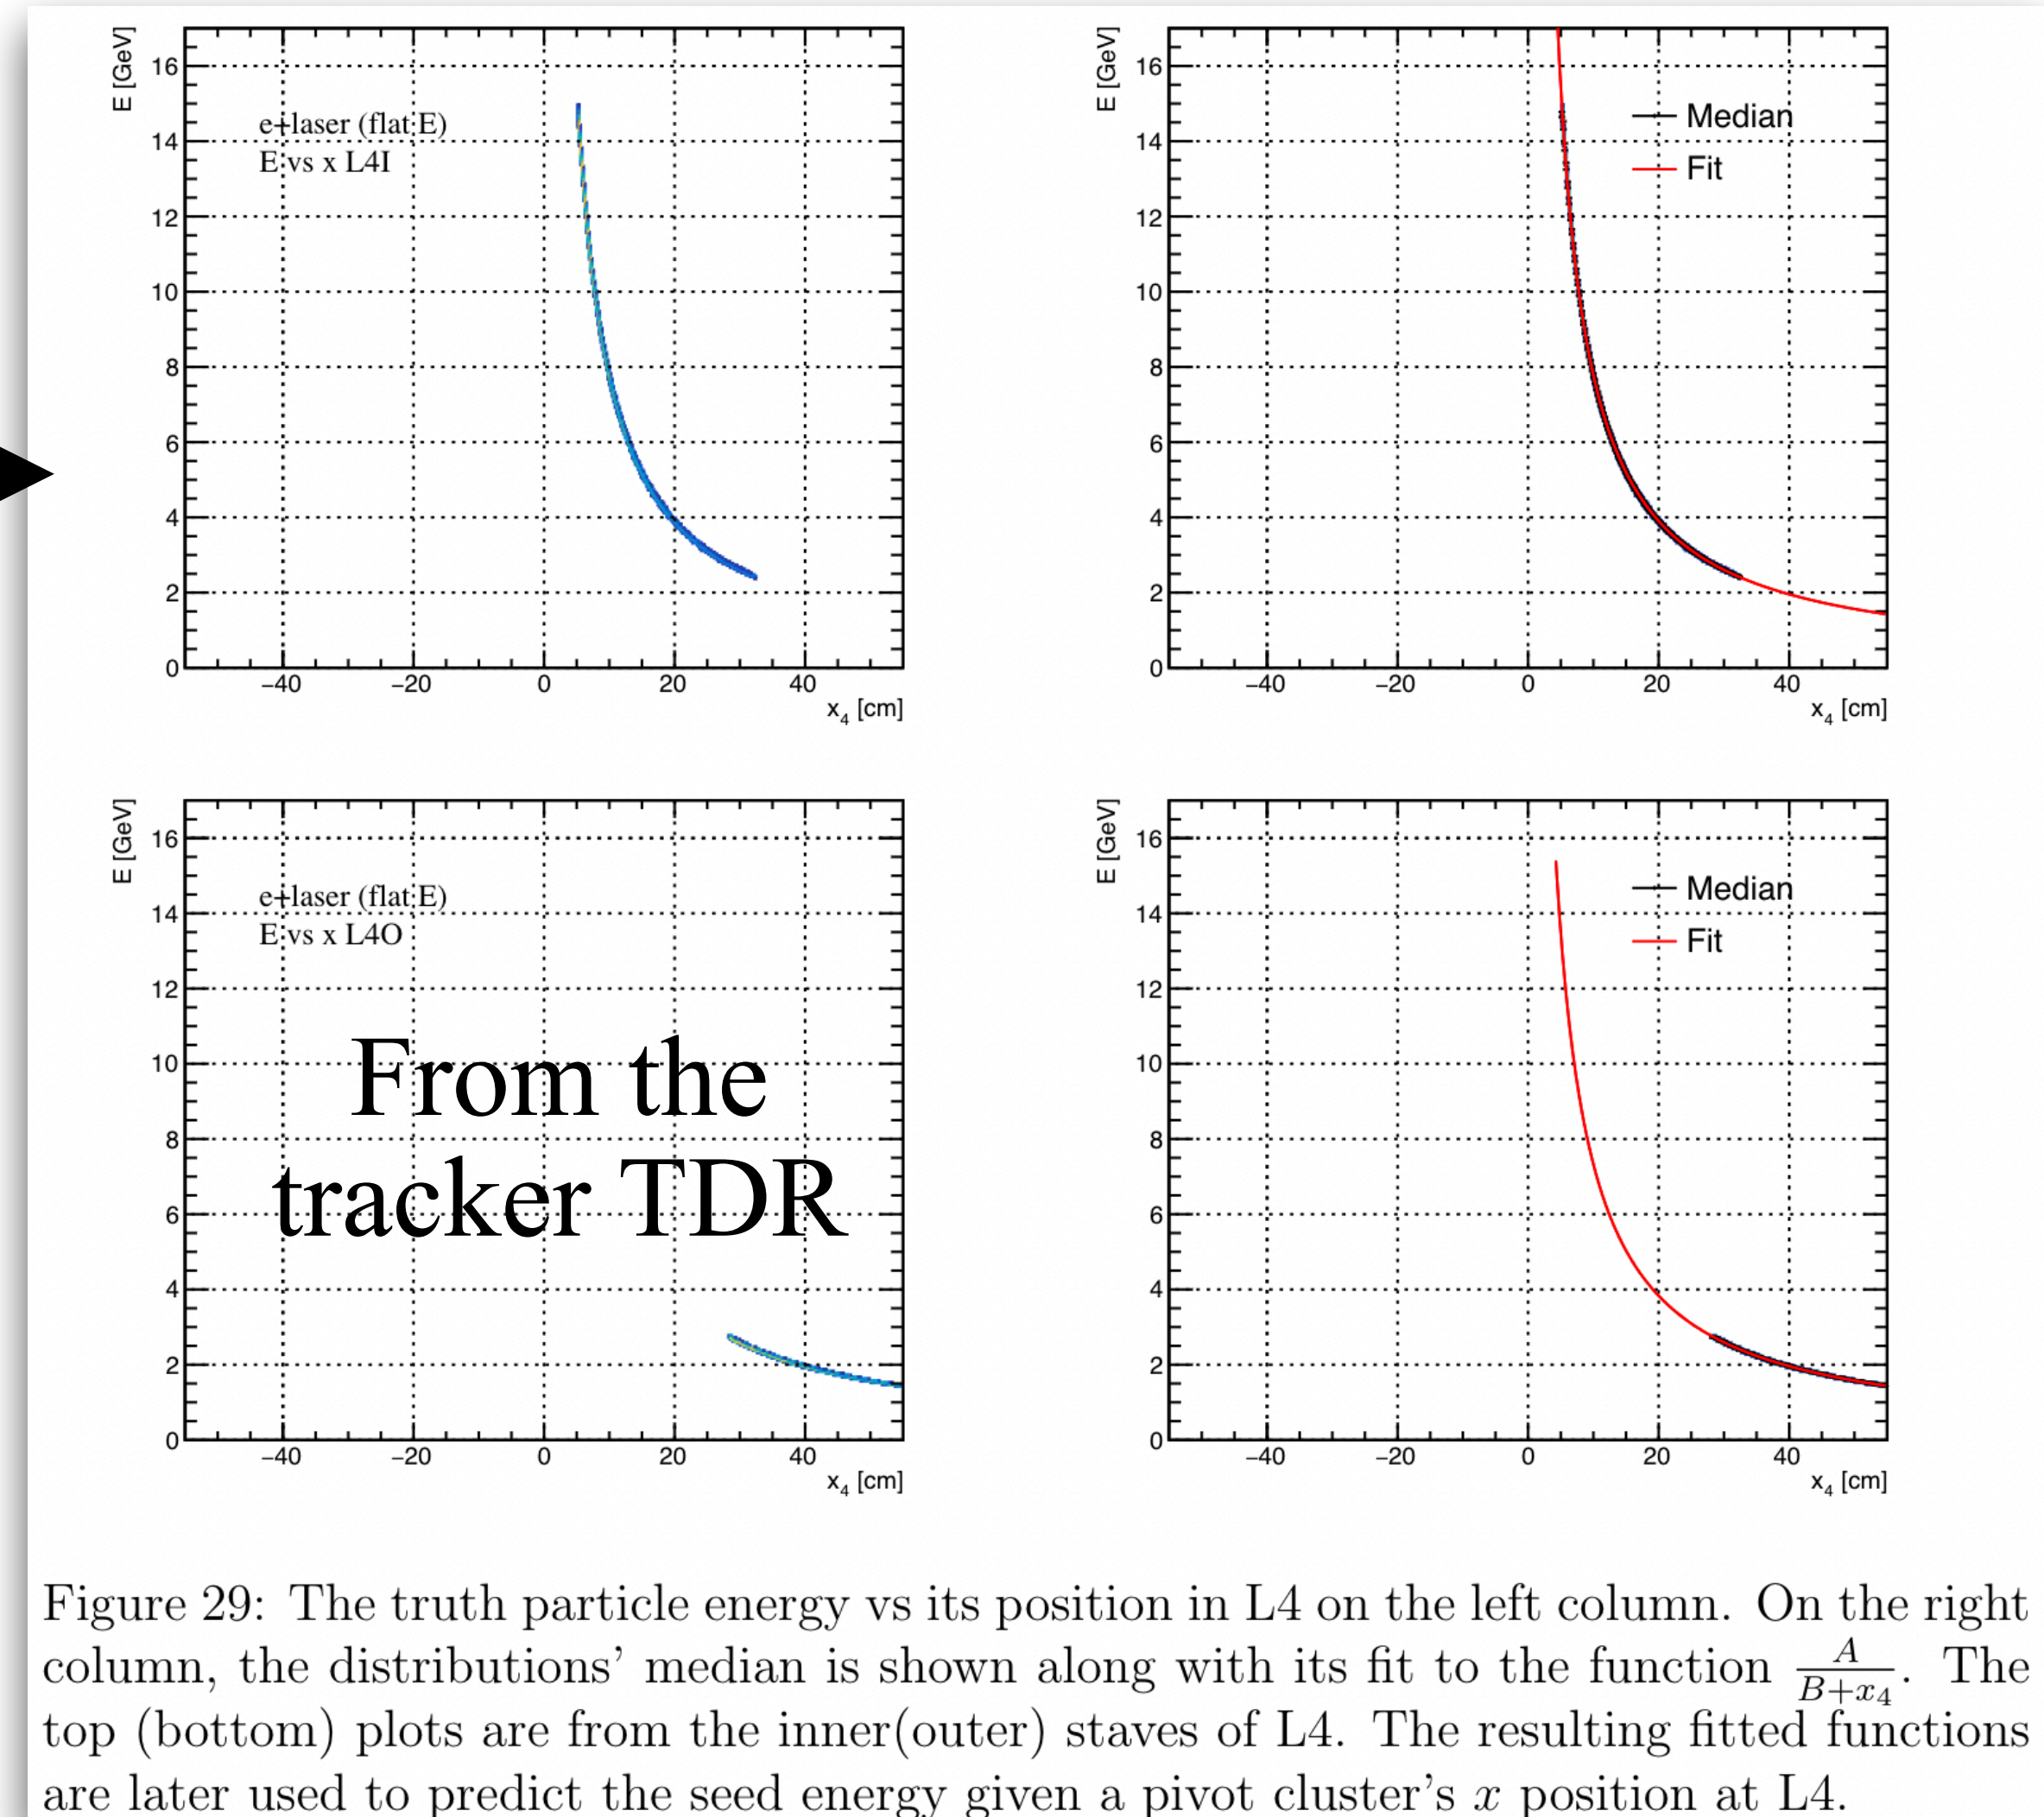 E [GeV]
16
14
12
10
8
6
4
2
0
e+laser (flat E)
E vs x L4I
−40 −20 0 20 40
x4 [cm]
E [GeV]
16
14
12
10
8
6
4
2
0
Median
Fit
−40 −20 0 20 40
x4 [cm]
E [GeV]
16
14
12
10
8
6
4
2
0
e+laser (flat E)
E vs x L4O
From the
tracker TDR
−40 −20 0 20 40
x4 [cm]
E [GeV]
16
14
12
10
8
6
4
2
0
Median
Fit
−40 −20 0 20 40
x4 [cm]
Figure 29: The truth particle energy vs its position in L4 on the left column. On the right
column, the distributions' median is shown along with its fit to the function A/(B+x4). The
top (bottom) plots are from the inner(outer) staves of L4. The resulting fitted functions
are later used to predict the seed energy given a pivot cluster's x position at L4.